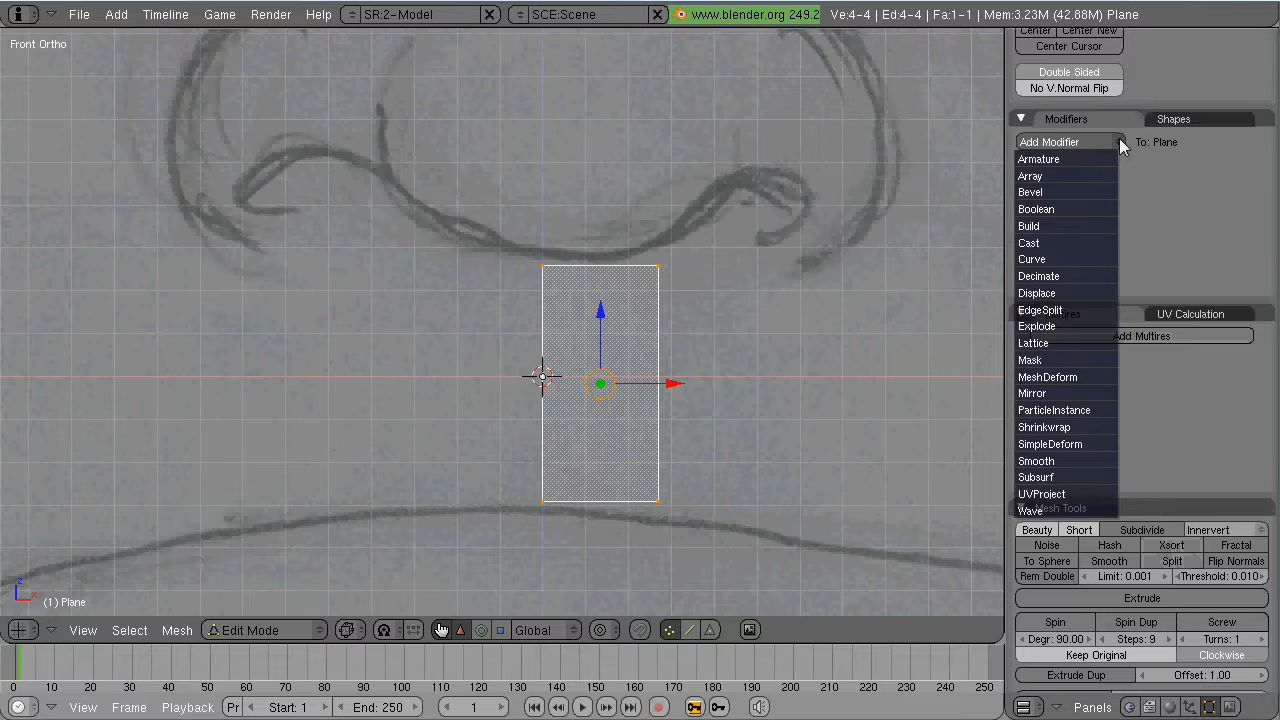 File Add Timeline Game Render Help SR:2-Model SCE:Scene www.blender.org 249.2 Ve:4-4 | Ed:4-4 | Fa:1-1 | Mem:3.23M (42.88M) Plane
Front Ortho
Center Center New
Center Cursor
Double Sided
No V.Normal Flip
Modifiers Shapes
Add Modifier To: Plane
Armature
Array
Bevel
Boolean
Build
Cast
Curve
Decimate
Displace
EdgeSplit
UV Calculation
Explode
Add Multires
Lattice
Mask
MeshDeform
Mirror
ParticleInstance
Shrinkwrap
SimpleDeform
Smooth
Subsurf
UVProject
Mesh Tools
Wave
Beauty Short Subdivide Innervert
Noise Hash Xsort Fractal
To Sphere Smooth Split Flip Normals
Rem Double Limit: 0.001 Threshold: 0.010
Extrude
Spin Spin Dup Screw
Degr: 90.00 Steps: 9 Turns: 1
Keep Original Clockwise
Extrude Dup Offset: 1.00
z
x
(1) Plane
View Select Mesh Edit Mode Global
0 10 20 30 40 50 60 70 80 90 100 110 120 130 140 150 160 170 180 190 200 210 220 230 240 250
View Frame Playback Pr Start: 1 End: 250 1
Panels